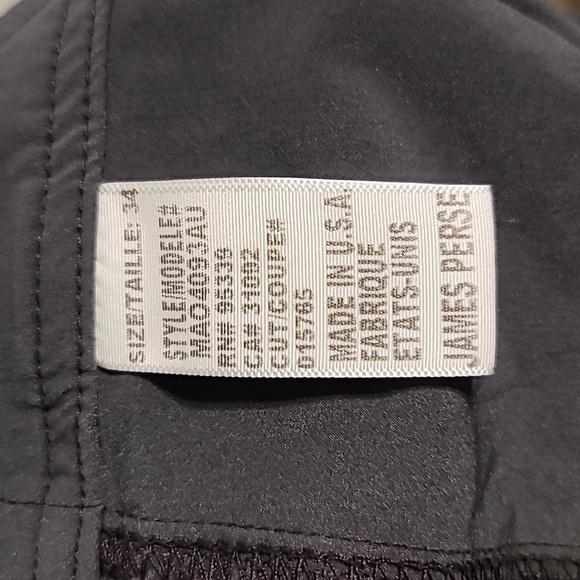 SIZE/TAILLE: 34
STYLE/MODELE#
MAO4093AU
RN# 95339
CA# 31092
CUT/COUPE#
D15765
MADE IN U.S.A.
FABRIQUE
ETATS-UNIS
JAMES PERSE